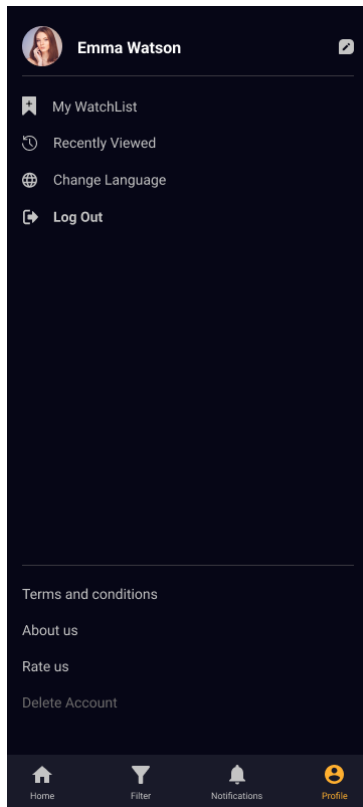 Emma Watson
My WatchList
Recently Viewed
Change Language
Log Out
Terms and conditions
About us
Rate us
Delete Account
Home
Filter
Notifications
Profile